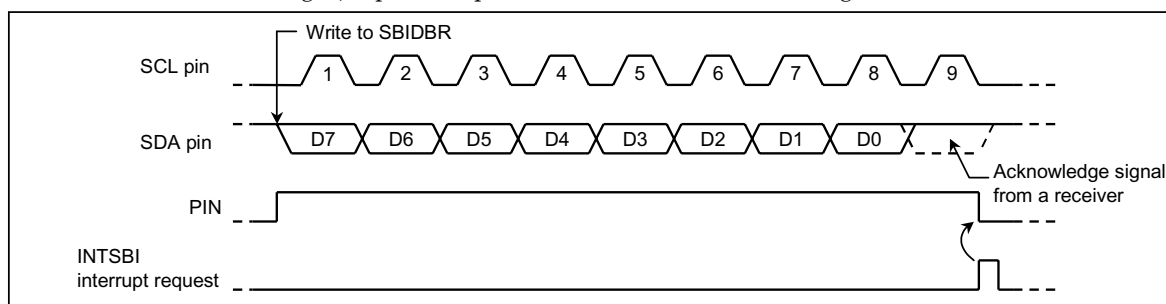 Write to SBIDBR
SCL pin
1 2 3 4 5 6 7 8 9
SDA pin
D7 D6 D5 D4 D3 D2 D1 D0
Acknowledge signal
from a receiver
PIN
INTSBI
interrupt request